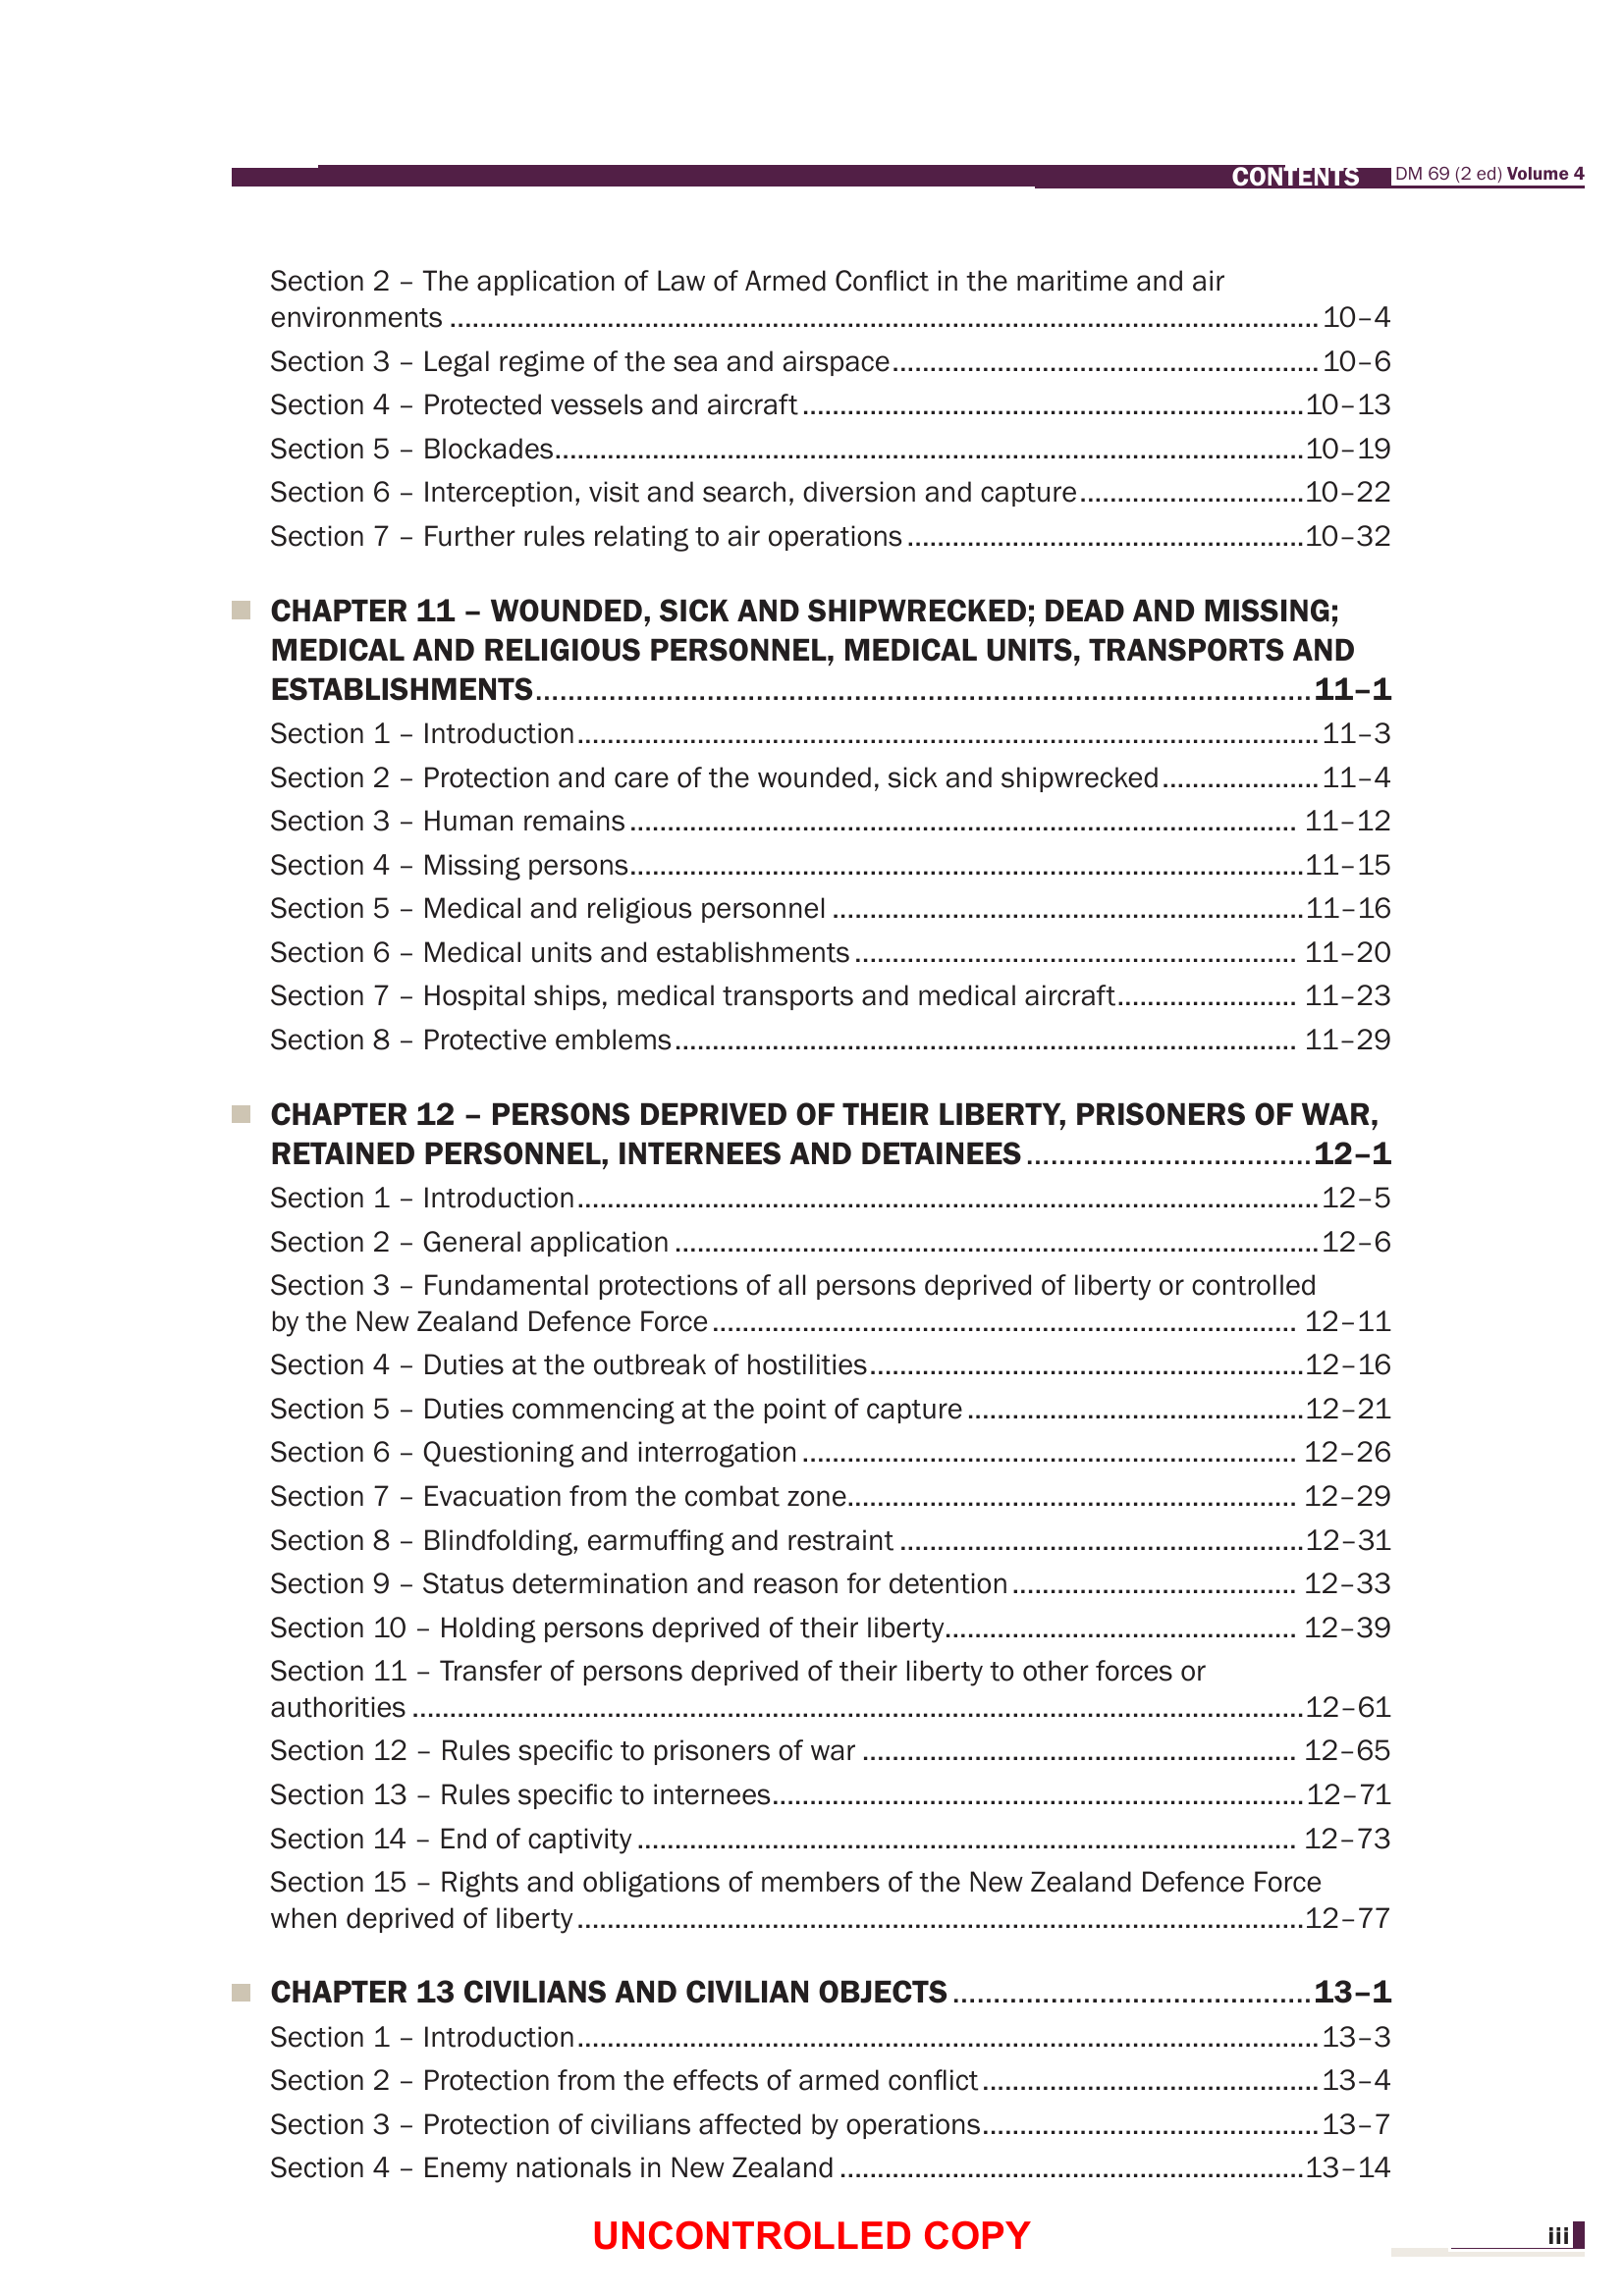 CONTENTS DM 69 (2 ed) Volume 4
Section 2 – The application of Law of Armed Conflict in the maritime and air
environments ........ 10–4
Section 3 – Legal regime of the sea and airspace ........ 10–6
Section 4 – Protected vessels and aircraft ........ 10–13
Section 5 – Blockades ........ 10–19
Section 6 – Interception, visit and search, diversion and capture ........ 10–22
Section 7 – Further rules relating to air operations ........ 10–32
CHAPTER 11 – WOUNDED, SICK AND SHIPWRECKED; DEAD AND MISSING;
MEDICAL AND RELIGIOUS PERSONNEL, MEDICAL UNITS, TRANSPORTS AND
ESTABLISHMENTS ........ 11–1
Section 1 – Introduction ........ 11–3
Section 2 – Protection and care of the wounded, sick and shipwrecked ........ 11–4
Section 3 – Human remains ........ 11–12
Section 4 – Missing persons ........ 11–15
Section 5 – Medical and religious personnel ........ 11–16
Section 6 – Medical units and establishments ........ 11–20
Section 7 – Hospital ships, medical transports and medical aircraft ........ 11–23
Section 8 – Protective emblems ........ 11–29
CHAPTER 12 – PERSONS DEPRIVED OF THEIR LIBERTY, PRISONERS OF WAR,
RETAINED PERSONNEL, INTERNEES AND DETAINEES ........ 12–1
Section 1 – Introduction ........ 12–5
Section 2 – General application ........ 12–6
Section 3 – Fundamental protections of all persons deprived of liberty or controlled
by the New Zealand Defence Force ........ 12–11
Section 4 – Duties at the outbreak of hostilities ........ 12–16
Section 5 – Duties commencing at the point of capture ........ 12–21
Section 6 – Questioning and interrogation ........ 12–26
Section 7 – Evacuation from the combat zone ........ 12–29
Section 8 – Blindfolding, earmuffing and restraint ........ 12–31
Section 9 – Status determination and reason for detention ........ 12–33
Section 10 – Holding persons deprived of their liberty ........ 12–39
Section 11 – Transfer of persons deprived of their liberty to other forces or
authorities ........ 12–61
Section 12 – Rules specific to prisoners of war ........ 12–65
Section 13 – Rules specific to internees ........ 12–71
Section 14 – End of captivity ........ 12–73
Section 15 – Rights and obligations of members of the New Zealand Defence Force
when deprived of liberty ........ 12–77
CHAPTER 13 CIVILIANS AND CIVILIAN OBJECTS ........ 13–1
Section 1 – Introduction ........ 13–3
Section 2 – Protection from the effects of armed conflict ........ 13–4
Section 3 – Protection of civilians affected by operations ........ 13–7
Section 4 – Enemy nationals in New Zealand ........ 13–14
UNCONTROLLED COPY
iii